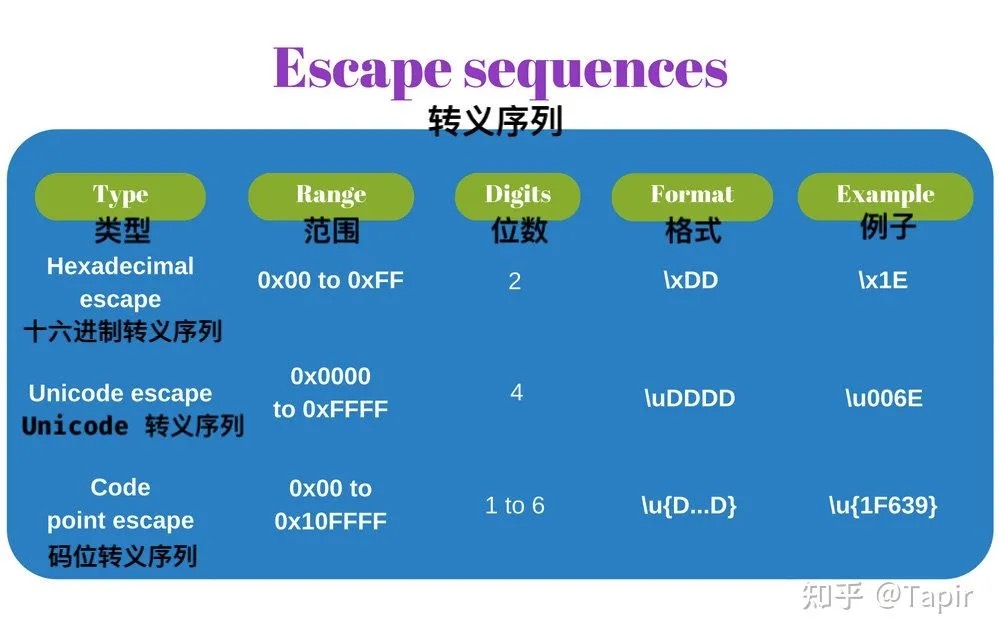 Escape sequences
转义序列
Type
Range
Digits
Format
Example
类型
范围
位数
格式
例子
Hexadecimal
escape
十六进制转义序列
0x00 to 0xFF
2
\xDD
\x1E
Unicode escape
Unicode 转义序列
0x0000
to 0xFFFF
4
\uDDDD
\u006E
Code
point escape
码位转义序列
0x00 to
0x10FFFF
1 to 6
\u{D...D}
\u{1F639}
知乎 @Tapir